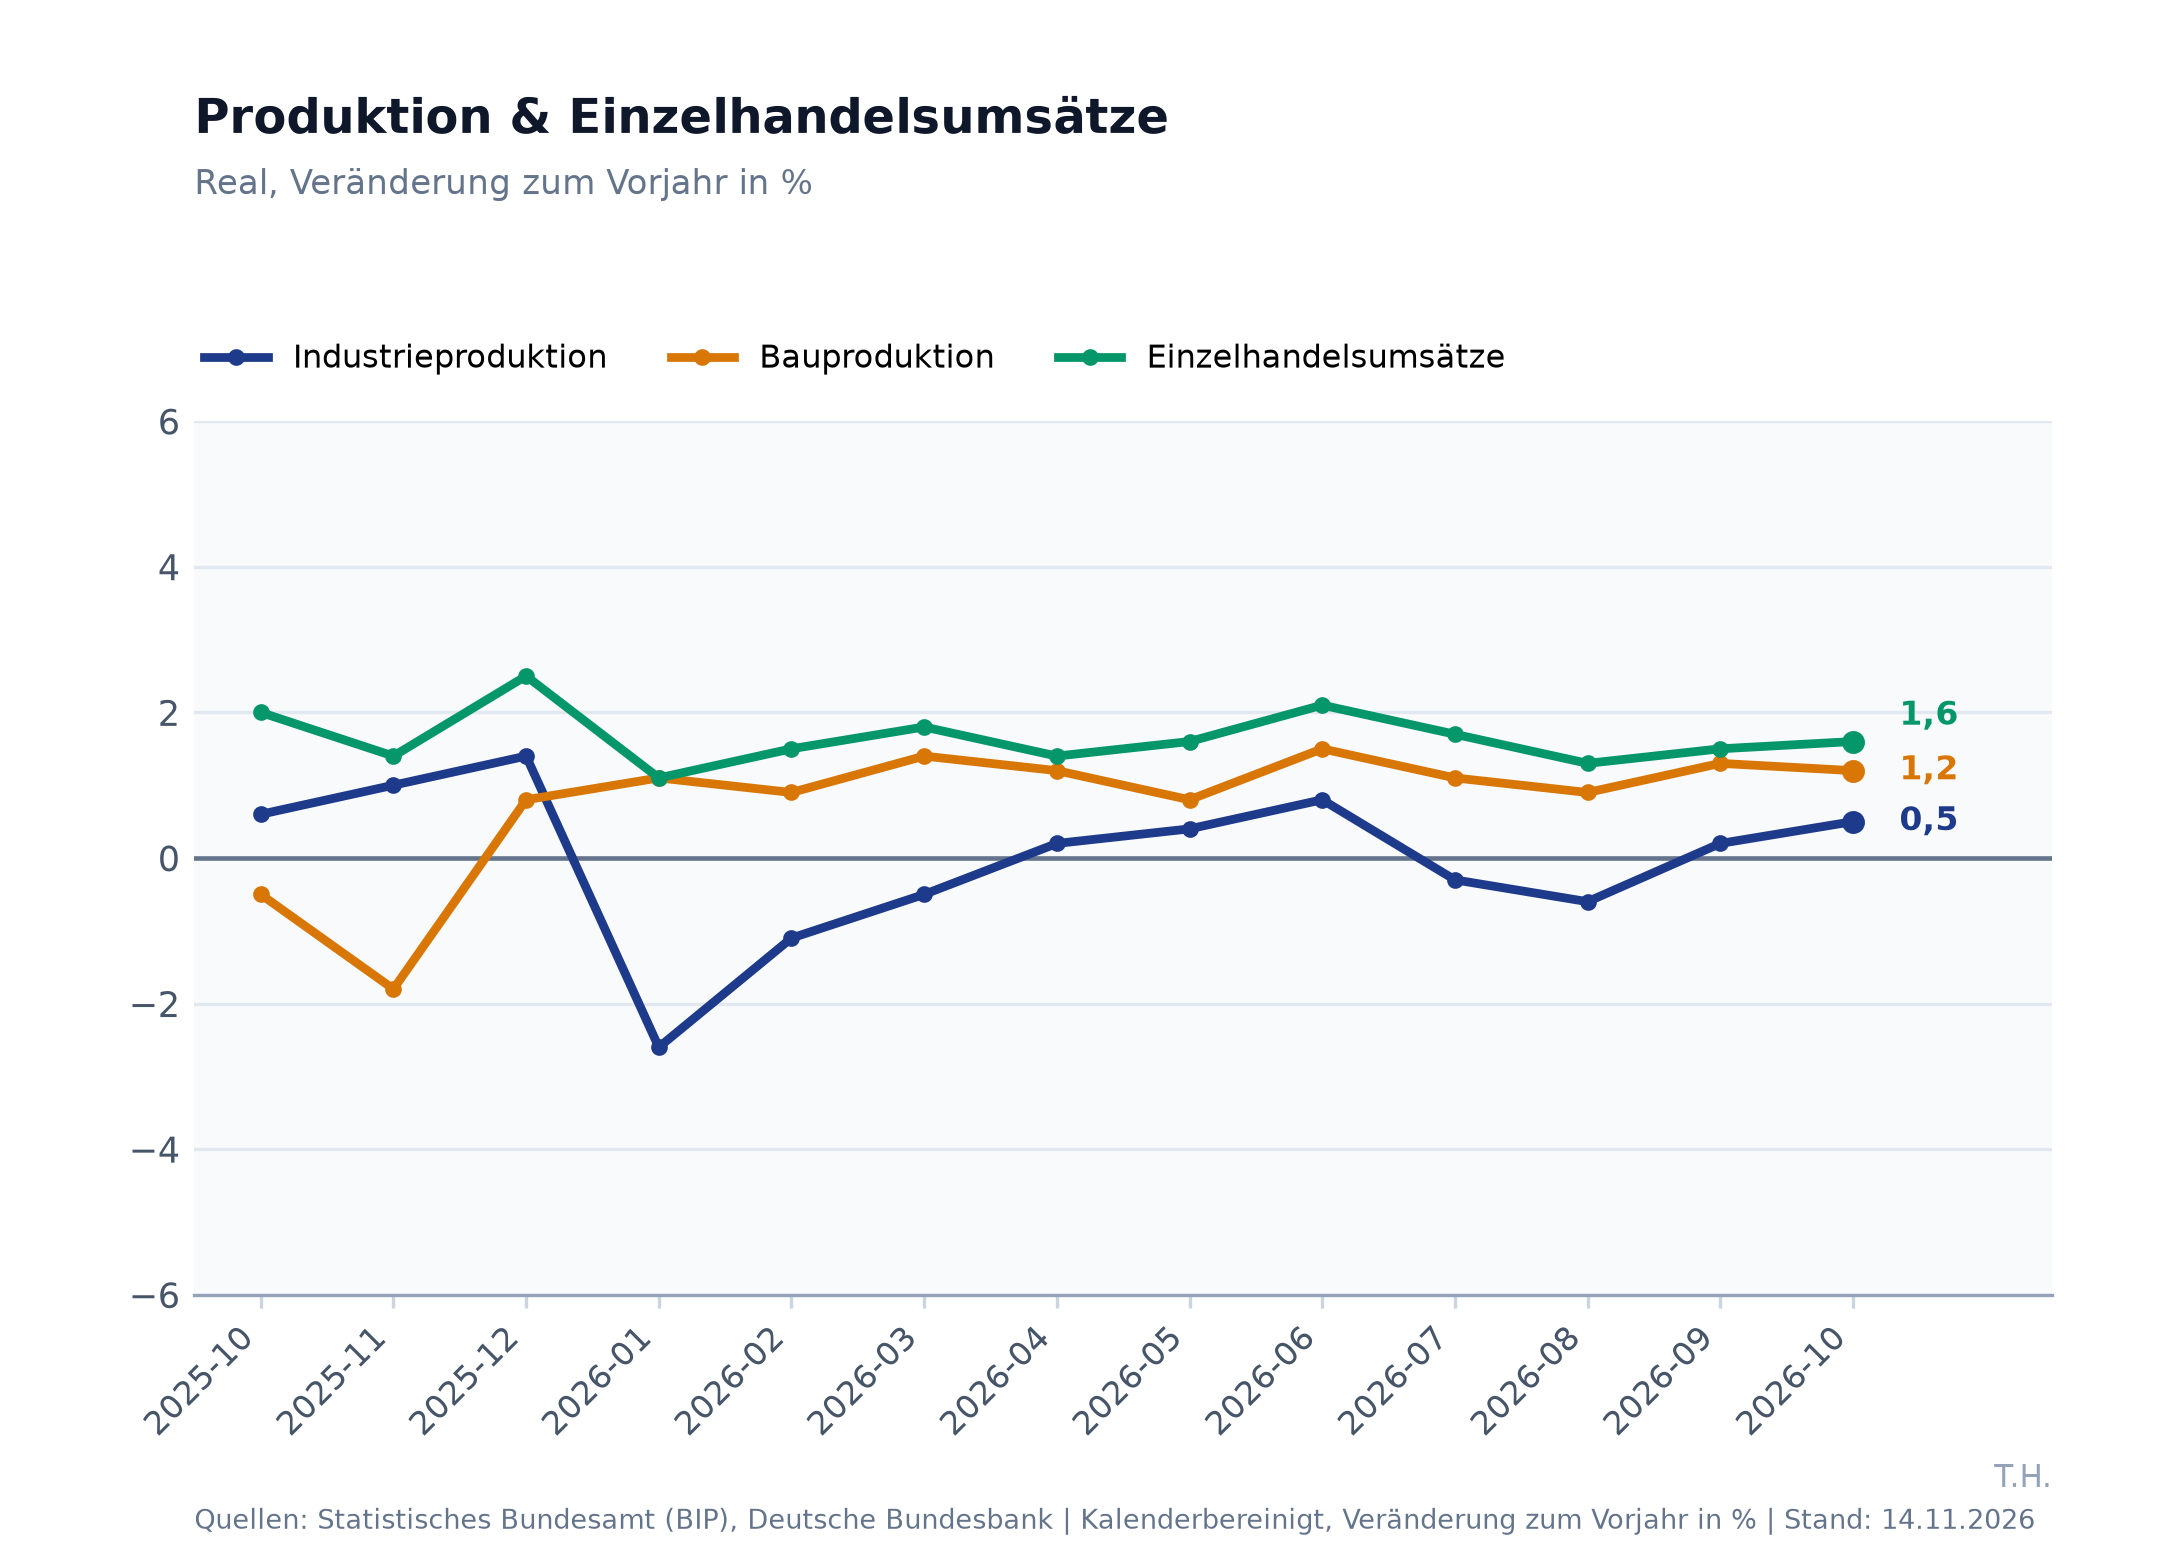 Produktion & Einzelhandelsumsätze
Real, Veränderung zum Vorjahr in %
Industrieproduktion Bauproduktion Einzelhandelsumsätze
6
4
2
0
−2
−4
−6
1,6
1,2
0,5
2025-10 2025-11 2025-12 2026-01 2026-02 2026-03 2026-04 2026-05 2026-06 2026-07 2026-08 2026-09 2026-10
T.H.
Quellen: Statistisches Bundesamt (BIP), Deutsche Bundesbank | Kalenderbereinigt, Veränderung zum Vorjahr in % | Stand: 14.11.2026